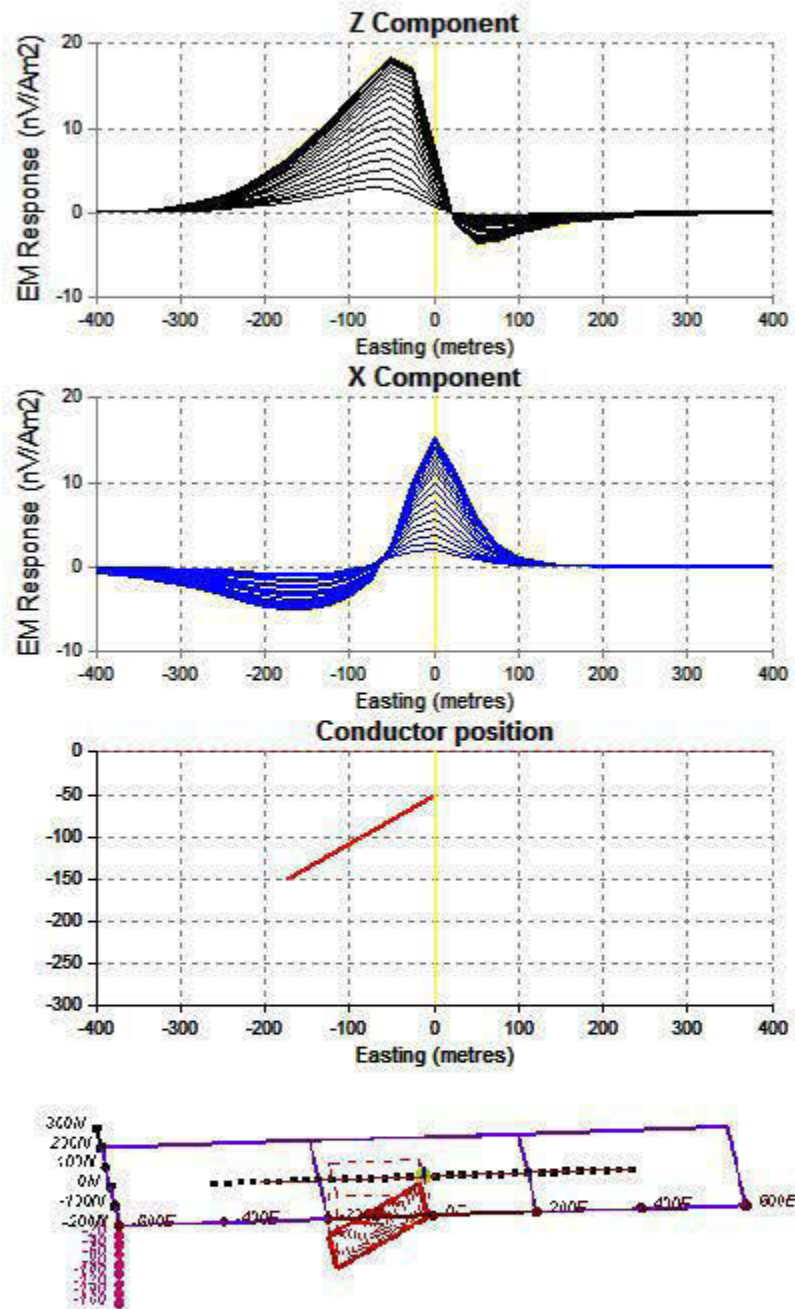 Z Component
EM Response (nV/Am2)
20
10
0
-10
-400 -300 -200 -100 0 100 200 300 400
Easting (metres)
X Component
EM Response (nV/Am2)
20
10
0
-10
-400 -300 -200 -100 0 100 200 300 400
Easting (metres)
Conductor position
0
-50
-100
-150
-200
-250
-300
-400 -300 -200 -100 0 100 200 300 400
Easting (metres)
300N
200N
100N
0N
-100N
-200N
200E 400E 600E